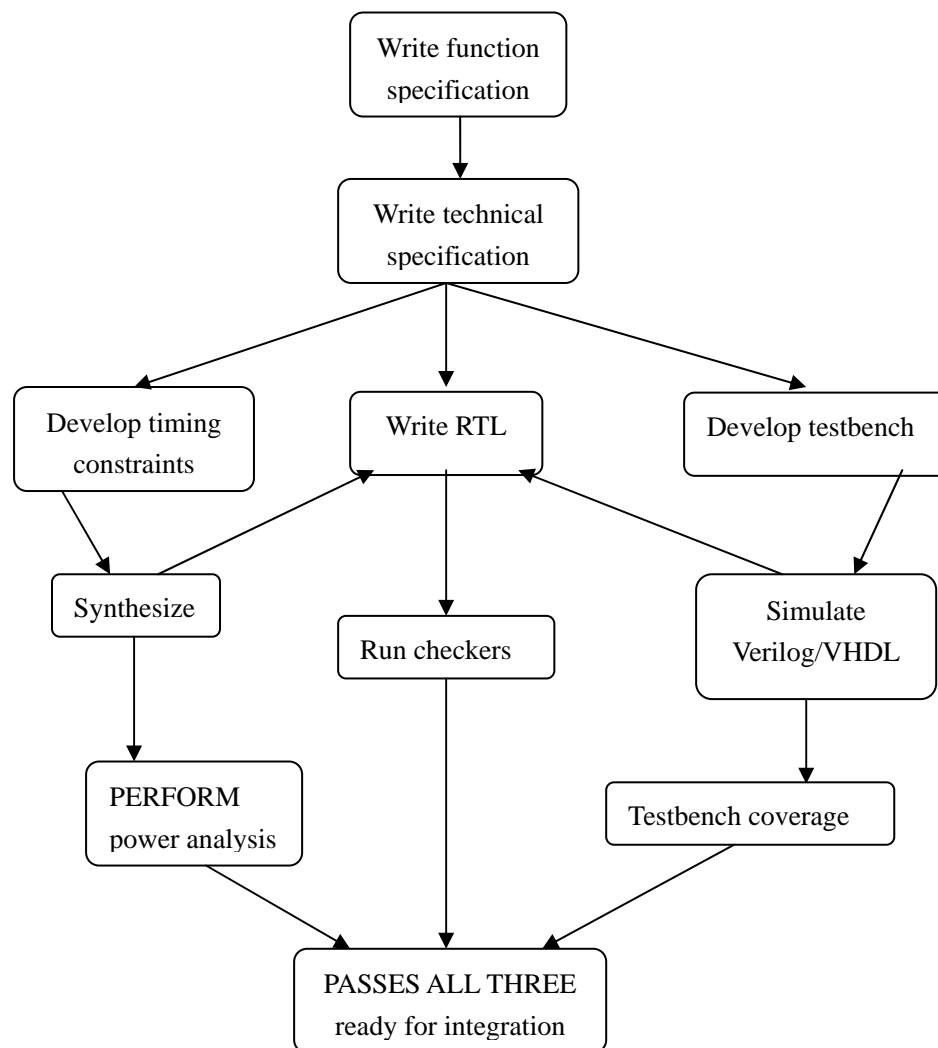 Write function
specification
Write technical
specification
Develop timing
constraints
Write RTL
Develop testbench
Synthesize
Run checkers
Simulate
Verilog/VHDL
PERFORM
power analysis
Testbench coverage
PASSES ALL THREE
ready for integration